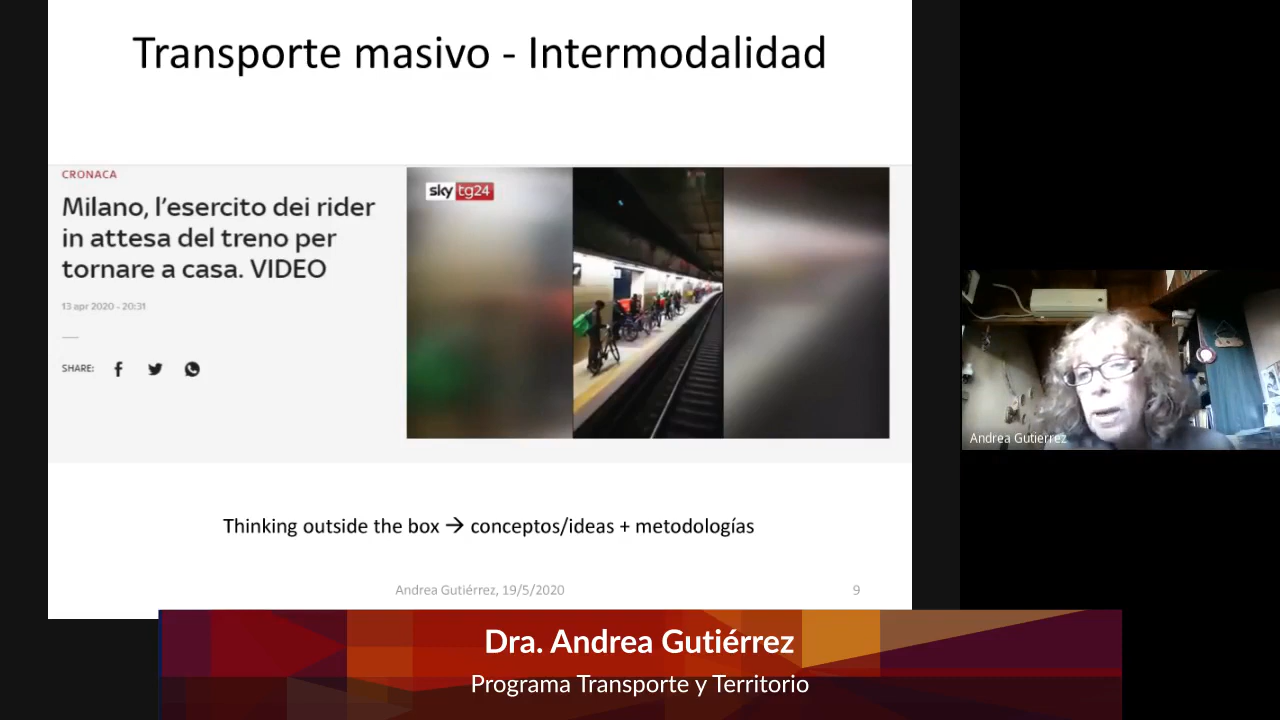 Transporte masivo - Intermodalidad
CRONACA
Milano, l'esercito dei rider
in attesa del treno per
tornare a casa. VIDEO
13 apr 2020 - 20:31
SHARE:
sky tg24
Thinking outside the box → conceptos/ideas + metodologías
Andrea Gutiérrez, 19/5/2020
9
Andrea Gutierrez
Dra. Andrea Gutiérrez
Programa Transporte y Territorio